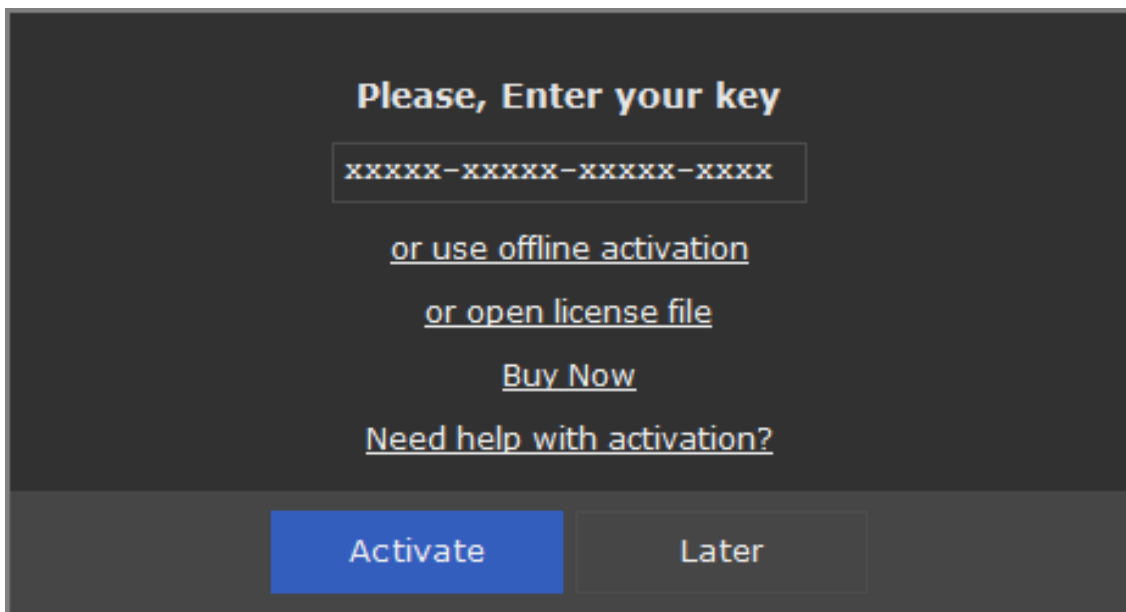 Please, Enter your key
xxxxx-xxxxx-xxxxx-xxxx
or use offline activation
or open license file
Buy Now
Need help with activation?
Activate Later